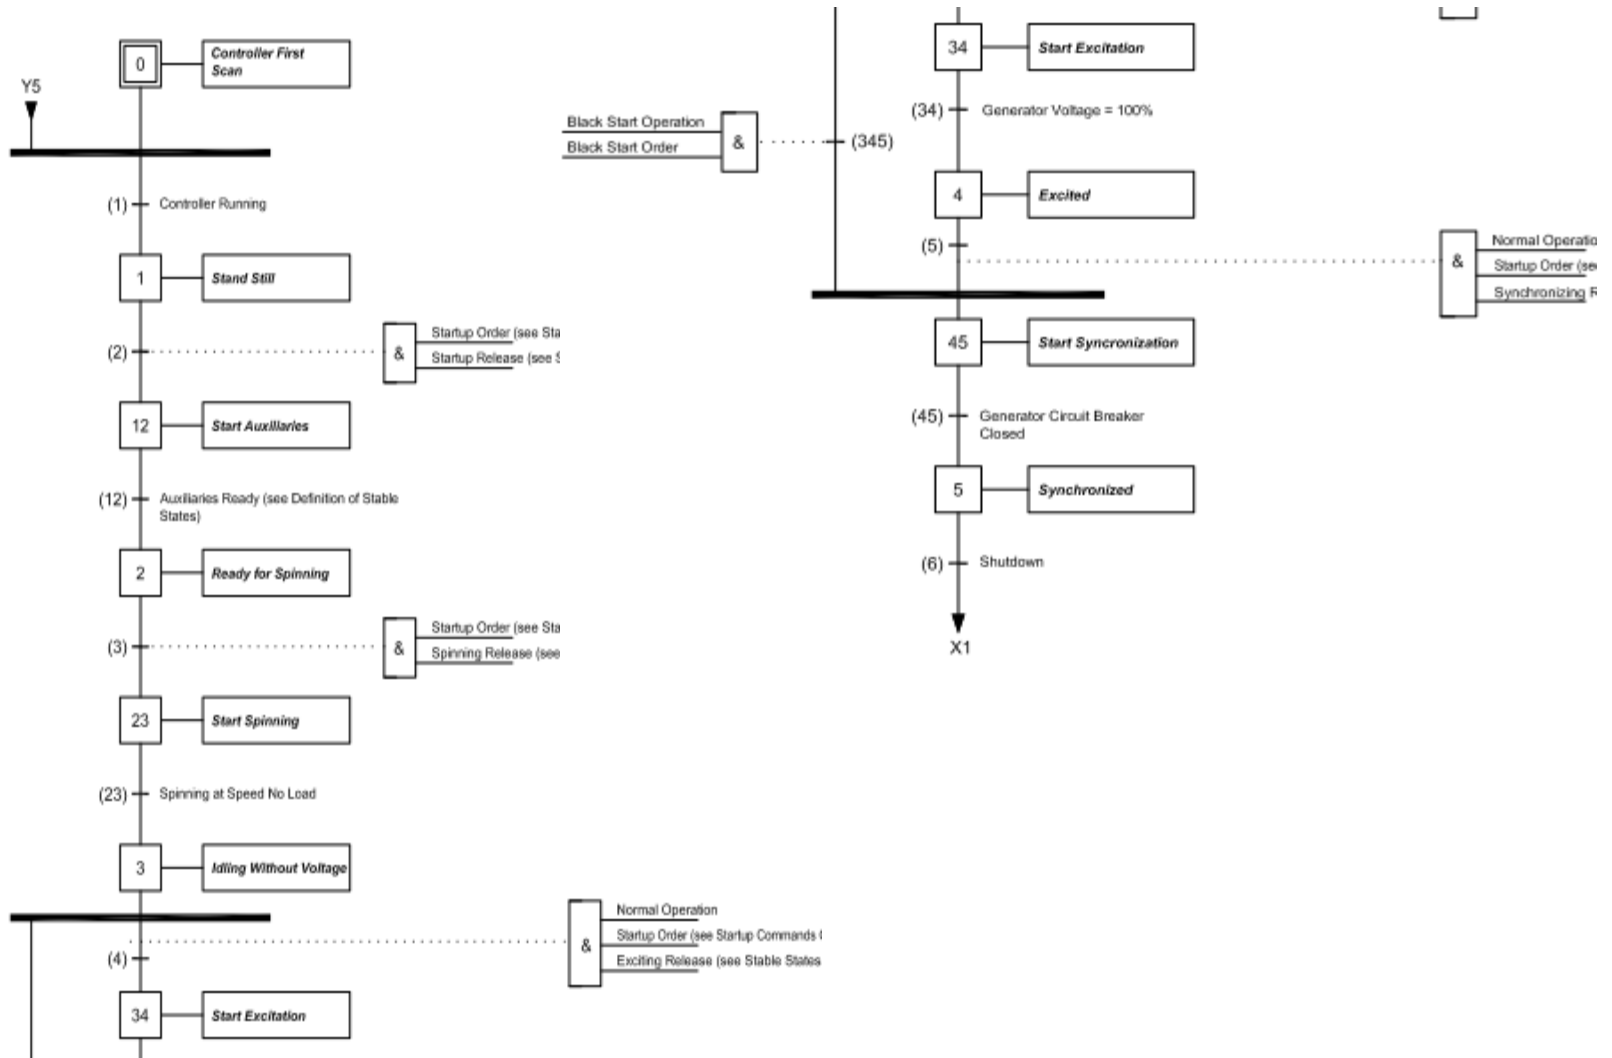 0
Controller First
Scan
Y5
(1)
Controller Running
1
Stand Still
(2)
&
Startup Order (see Sta
Startup Release (see
12
Start Auxiliaries
(12)
Auxiliaries Ready (see Definition of Stable
States)
2
Ready for Spinning
(3)
&
Startup Order (see Sta
Spinning Release (see
23
Start Spinning
(23)
Spinning at Speed No Load
3
Idling Without Voltage
(4)
&
Normal Operation
Startup Order (see Startup Commands
Exciting Release (see Stable States
34
Start Excitation
34
Start Excitation
(34)
Generator Voltage = 100%
Black Start Operation
Black Start Order
&
(345)
4
Excited
(5)
&
Normal Operatio
Startup Order (see
Synchronizing R
45
Start Syncronization
(45)
Generator Circuit Breaker
Closed
5
Synchronized
(6)
Shutdown
X1